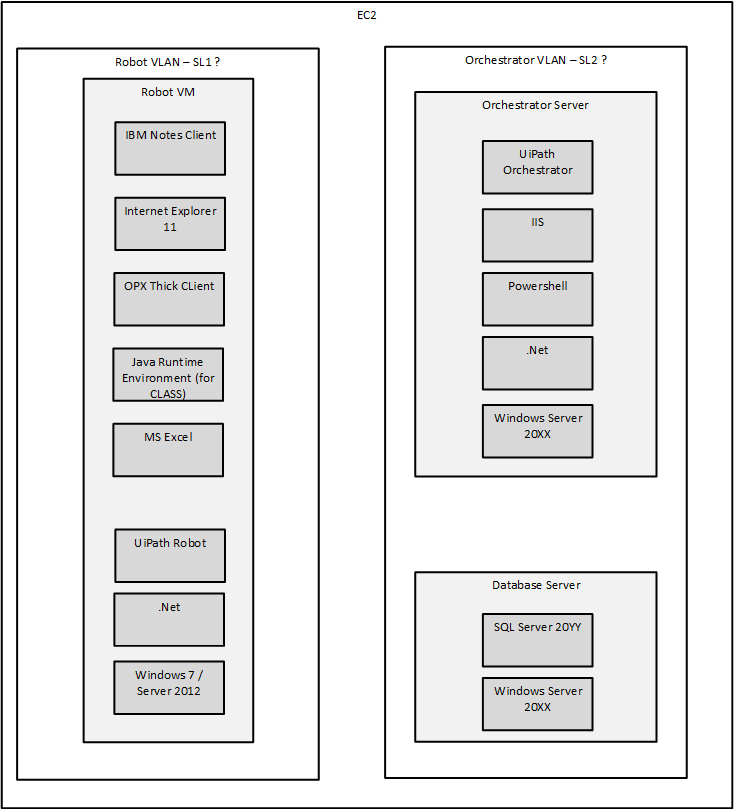 EC2
Robot VLAN – SL1 ?
Robot VM
IBM Notes Client
Internet Explorer
11
OPX Thick CLient
Java Runtime
Environment (for
CLASS)
MS Excel
UiPath Robot
.Net
Windows 7 /
Server 2012
Orchestrator VLAN – SL2 ?
Orchestrator Server
UiPath
Orchestrator
IIS
Powershell
.Net
Windows Server
20XX
Database Server
SQL Server 20YY
Windows Server
20XX